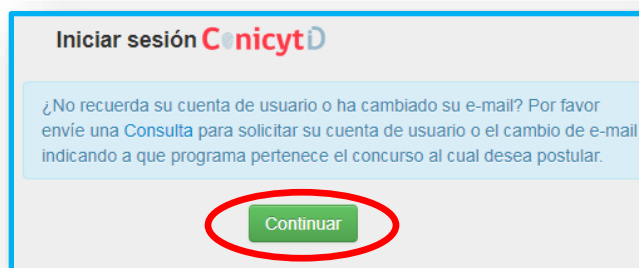 Iniciar sesión ConicytiD
¿No recuerda su cuenta de usuario o ha cambiado su e-mail? Por favor
envíe una Consulta para solicitar su cuenta de usuario o el cambio de e-mail
indicando a que programa pertenece el concurso al cual desea postular.
Continuar